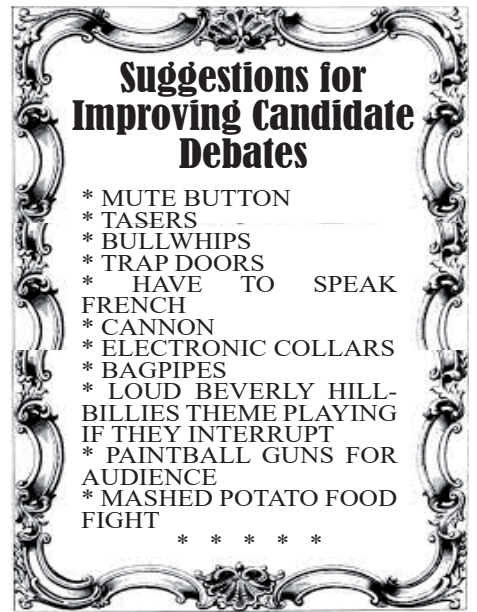 Suggestions for
Improving Candidate
Debates
* MUTE BUTTON
* TASERS
* BULLWHIPS
* TRAP DOORS
* HAVE TO SPEAK
FRENCH
* CANNON
* ELECTRONIC COLLARS
* BAGPIPES
* LOUD BEVERLY HILL-
BILLIES THEME PLAYING
IF THEY INTERRUPT
* PAINTBALL GUNS FOR
AUDIENCE
* MASHED POTATO FOOD
FIGHT
* * * * *